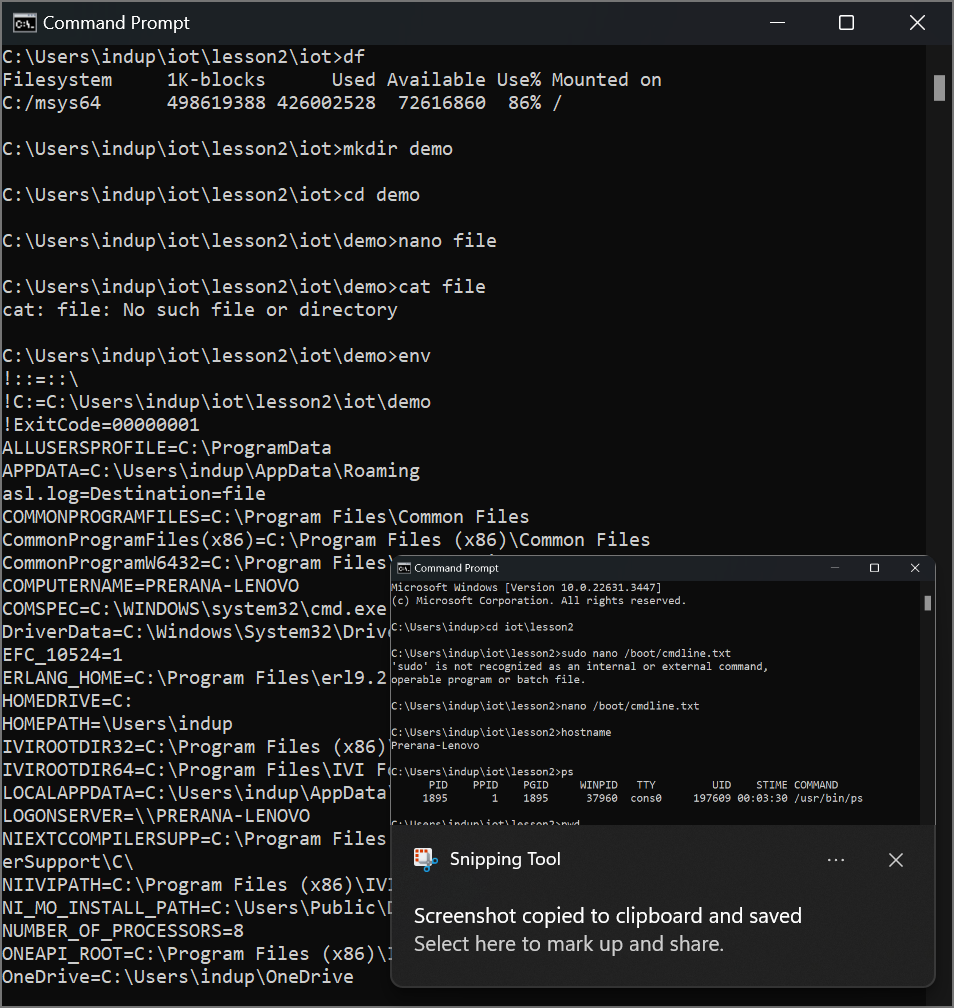 Command Prompt
C:\Users\indup\iot\lesson2\iot>df
Filesystem     1K-blocks      Used Available Use% Mounted on
C:/msys64      498619388 426002528  72616860  86% /
C:\Users\indup\iot\lesson2\iot>mkdir demo
C:\Users\indup\iot\lesson2\iot>cd demo
C:\Users\indup\iot\lesson2\iot\demo>nano file
C:\Users\indup\iot\lesson2\iot\demo>cat file
cat: file: No such file or directory
C:\Users\indup\iot\lesson2\iot\demo>env
!::=::\
!C:=C:\Users\indup\iot\lesson2\iot\demo
!ExitCode=00000001
ALLUSERSPROFILE=C:\ProgramData
APPDATA=C:\Users\indup\AppData\Roaming
asl.log=Destination=file
COMMONPROGRAMFILES=C:\Program Files\Common Files
CommonProgramFiles(x86)=C:\Program Files (x86)\Common Files
CommonProgramW6432=C:\Program Files\
COMPUTERNAME=PRERANA-LENOVO
COMSPEC=C:\WINDOWS\system32\cmd.exe
DriverData=C:\Windows\System32\Drive
EFC_10524=1
ERLANG_HOME=C:\Program Files\erl9.2
HOMEDRIVE=C:
HOMEPATH=\Users\indup
IVIROOTDIR32=C:\Program Files (x86)
IVIROOTDIR64=C:\Program Files\IVI Fo
LOCALAPPDATA=C:\Users\indup\AppData\
LOGONSERVER=\\PRERANA-LENOVO
NIEXTCCOMPILERSUPP=C:\Program Files
erSupport\C\
NIIVIPATH=C:\Program Files (x86)\IVI
NI_MO_INSTALL_PATH=C:\Users\Public\D
NUMBER_OF_PROCESSORS=8
ONEAPI_ROOT=C:\Program Files (x86)\I
OneDrive=C:\Users\indup\OneDrive
Command Prompt
Microsoft Windows [Version 10.0.22631.3447]
(c) Microsoft Corporation. All rights reserved.
C:\Users\indup>cd iot\lesson2
C:\Users\indup\iot\lesson2>sudo nano /boot/cmdline.txt
'sudo' is not recognized as an internal or external command,
operable program or batch file.
C:\Users\indup\iot\lesson2>nano /boot/cmdline.txt
C:\Users\indup\iot\lesson2>hostname
Prerana-Lenovo
C:\Users\indup\iot\lesson2>ps
PID    PPID    PGID     WINPID   TTY         UID    STIME COMMAND
1895       1    1895      37960  cons0     197609 00:03:30 /usr/bin/ps
C:\Users\indup\iot\lesson2>pwd
Snipping Tool
Screenshot copied to clipboard and saved
Select here to mark up and share.